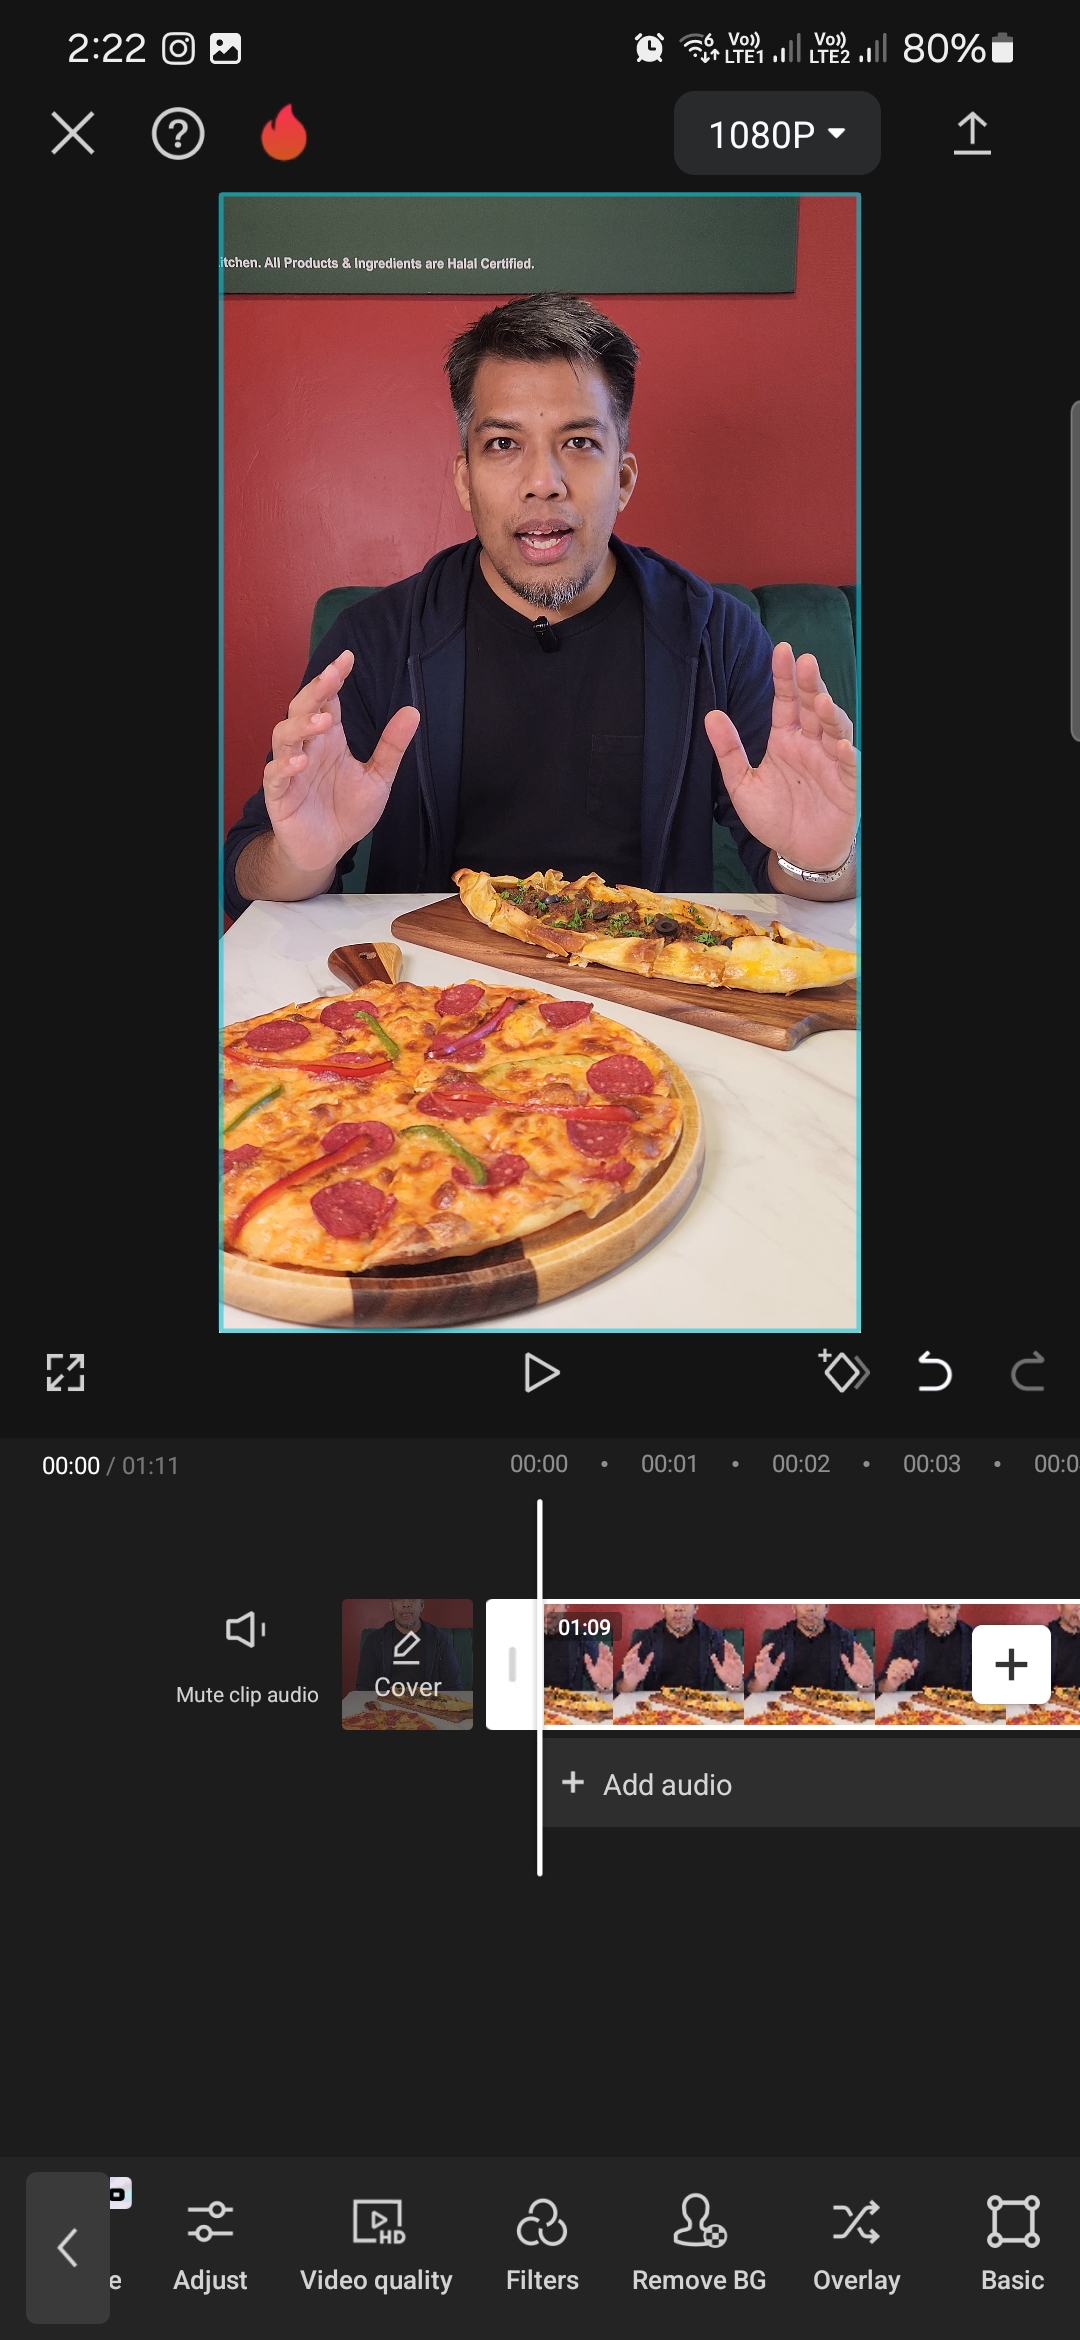 2:22
6
Vo))
LTE1
Vo))
LTE2
80%
1080P
itchen. All Products & Ingredients are Halal Certified.
00:00 / 01:11
00:00
00:01
00:02
00:03
00:0
Mute clip audio
Cover
01:09
+ Add audio
e
Adjust
HD
Video quality
Filters
Remove BG
Overlay
Basic